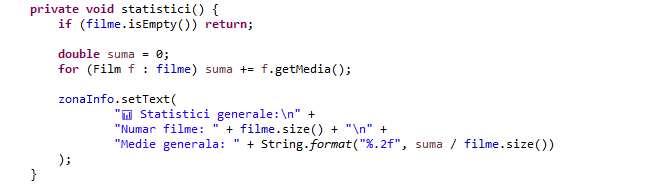 private void statistici() {
    if (filme.isEmpty()) return;

    double suma = 0;
    for (Film f : filme) suma += f.getMedia();

    zonaInfo.setText(
            "📊 Statistici generale:\n" +
            "Numar filme: " + filme.size() + "\n" +
            "Medie generala: " + String.format("%.2f", suma / filme.size())
    );
}